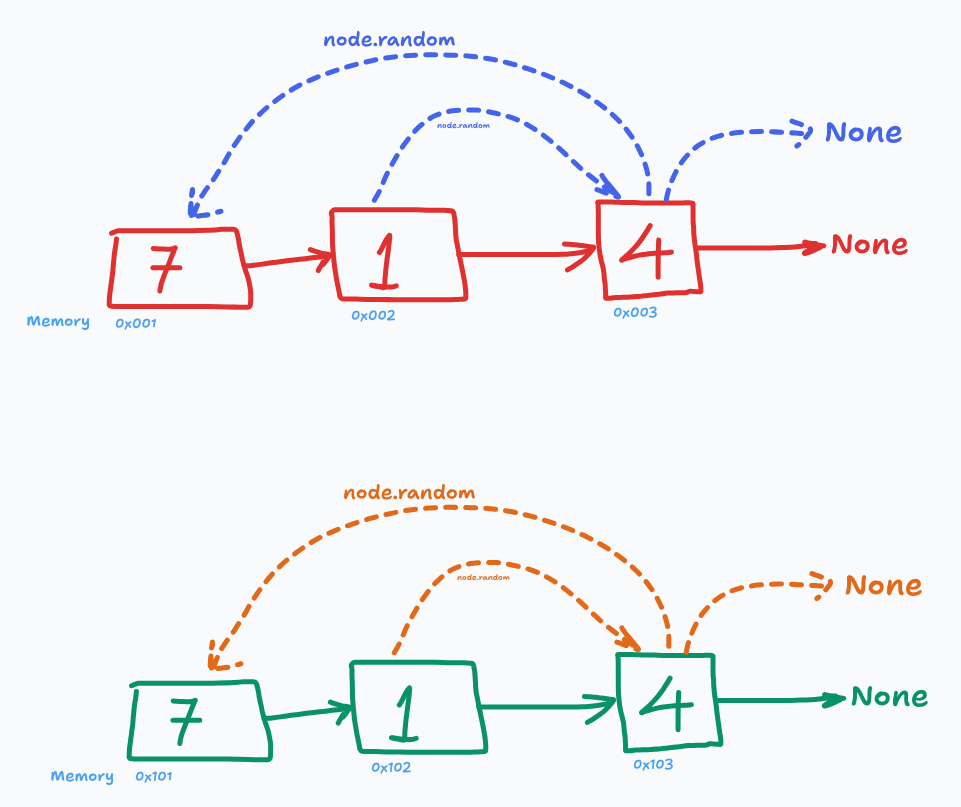 node.random
node.random
None
7
1
4
None
Memory
0x001
0x002
0x003
node.random
node.random
None
7
1
4
None
Memory
0x101
0x102
0x103